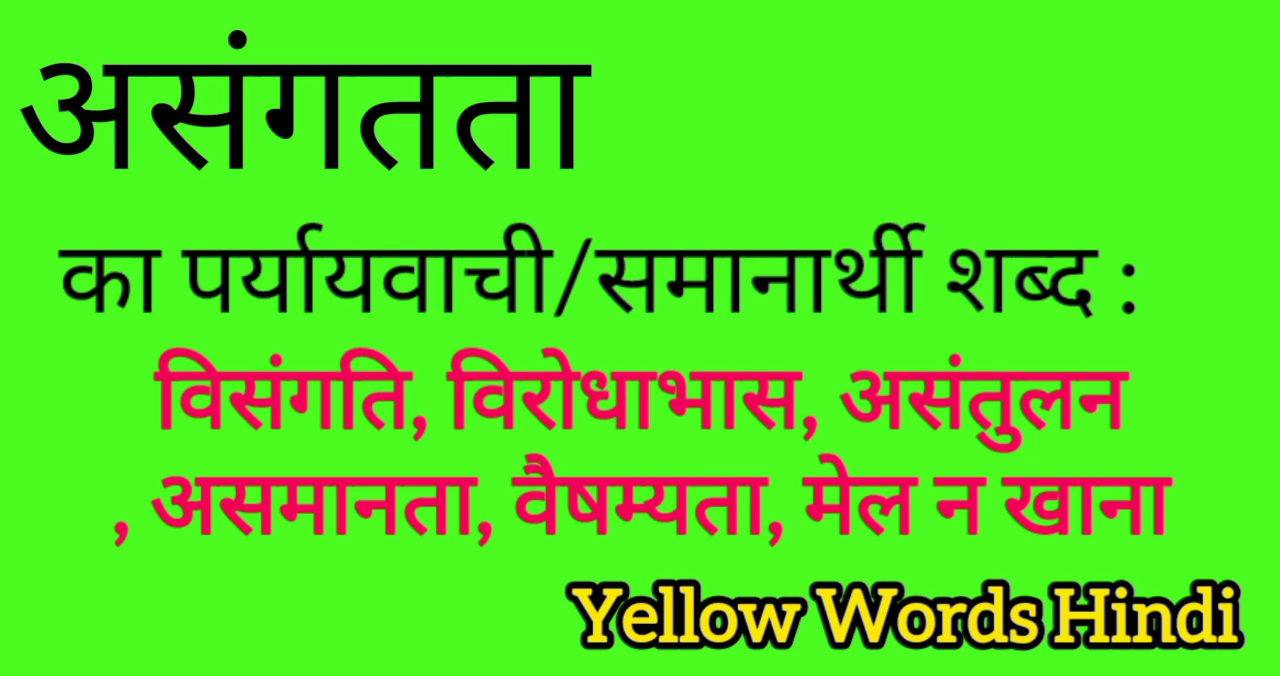 असंगतता
का पर्यायवाची/समानार्थी शब्द :
विसंगति, विरोधाभास, असंतुलन
, असमानता, वैषम्यता, मेल न खाना
Yellow Words Hindi